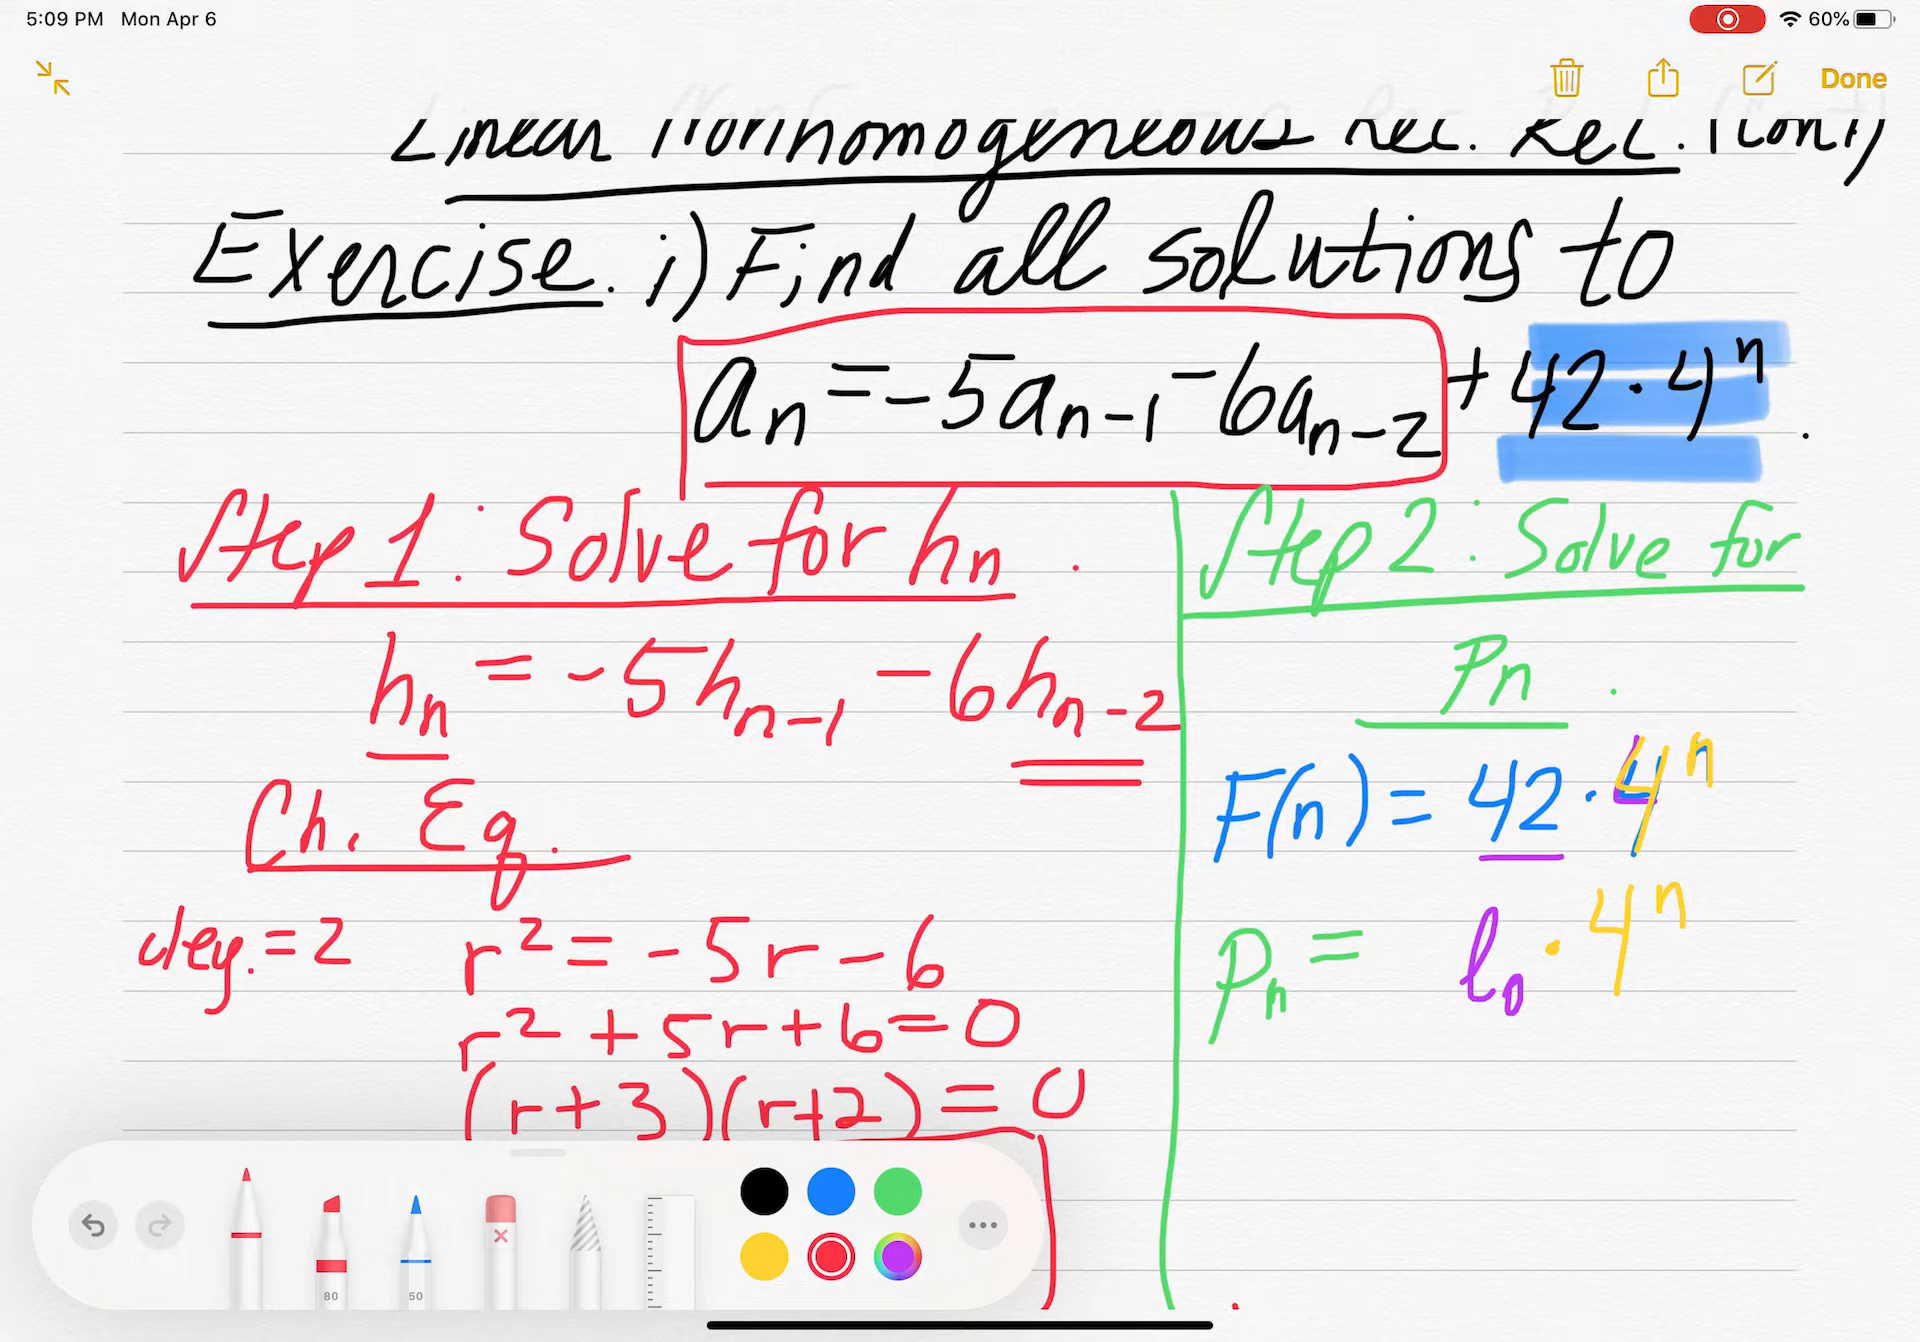 5:09 PM Mon Apr 6
60%
Done
Linear Nonhomogeneous Rec. Rel. (Cont)
Exercise. i) Find all solutions to
aₙ = -5aₙ₋₁ - 6aₙ₋₂ + 42·4ⁿ.
Step 1: Solve for hₙ.
hₙ = -5hₙ₋₁ - 6hₙ₋₂
Ch. Eq.
deg. = 2
r² = -5r - 6
r² + 5r + 6 = 0
(r+3)(r+2) = 0
Step 2: Solve for
pₙ.
F(n) = 42·4ⁿ
pₙ = l₀·4ⁿ
80
50